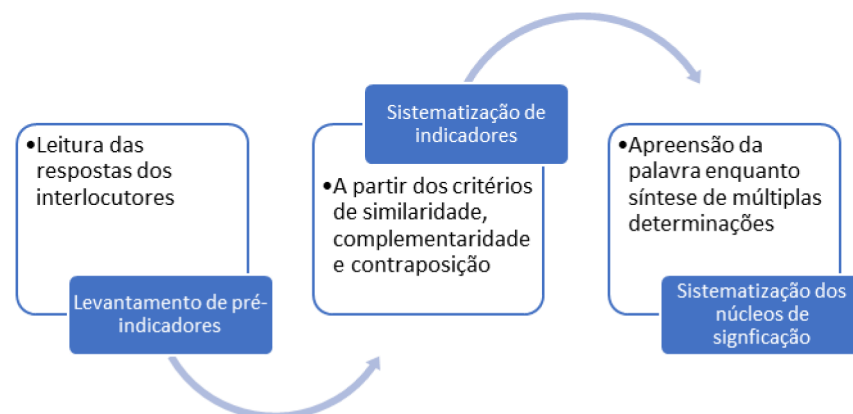 •Leitura das
respostas dos
interlocutores
Levantamento de pré-
indicadores
Sistematização de
indicadores
•A partir dos critérios
de similaridade,
complementaridade
e contraposição
•Apreensão da
palavra enquanto
síntese de múltiplas
determinações
Sistematização dos
núcleos de
signficação